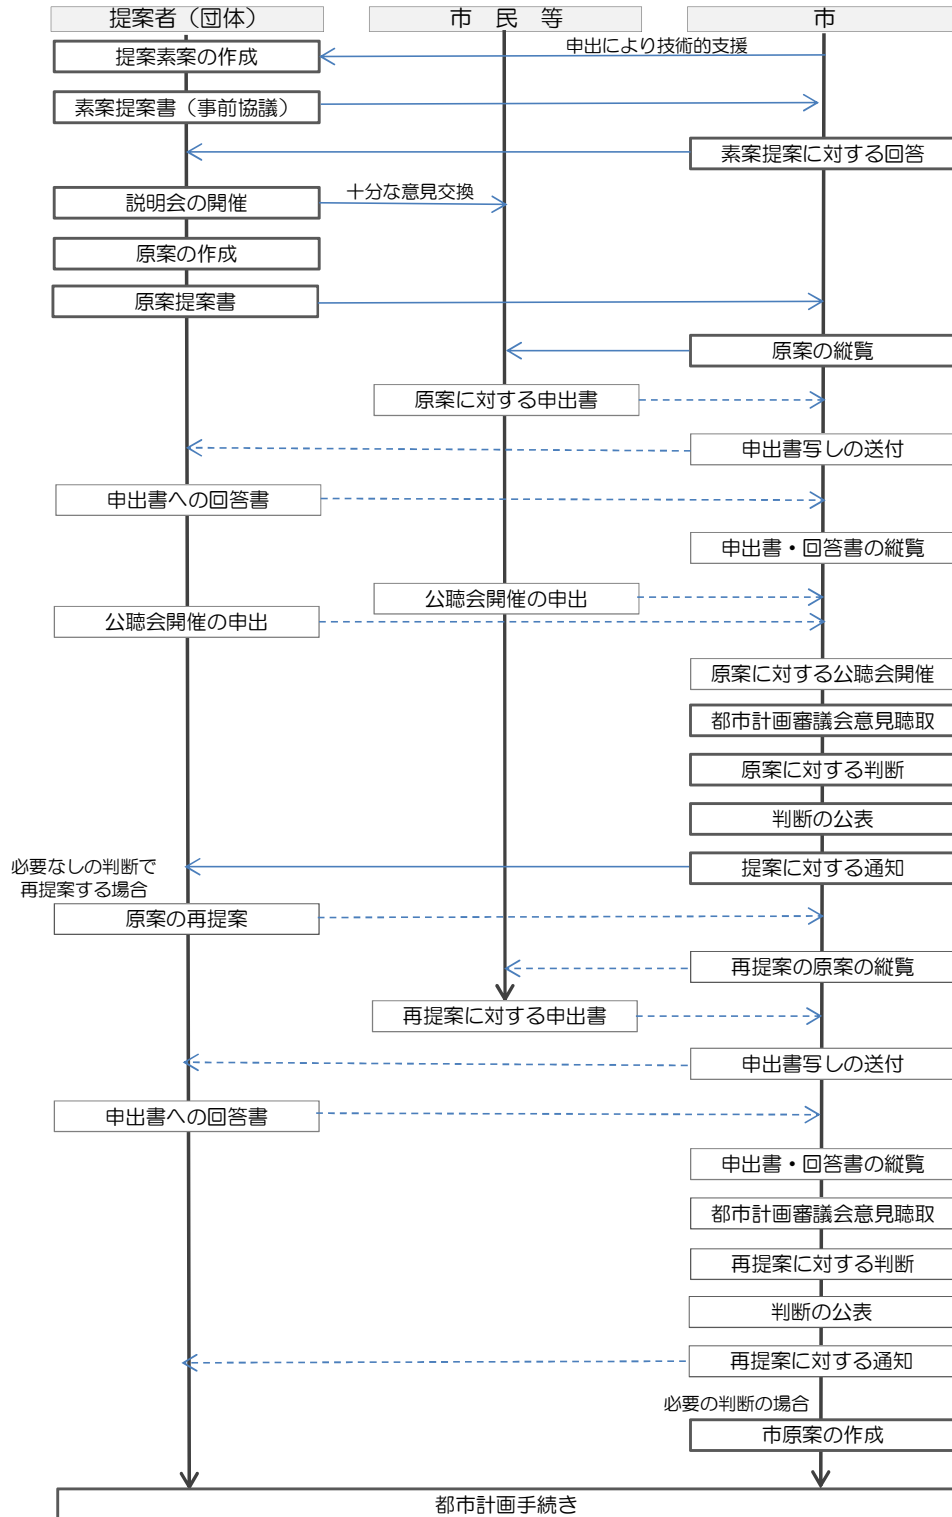 提案者（団体）
市　民　等
市
申出により技術的支援
提案素案の作成
素案提案書（事前協議）
素案提案に対する回答
十分な意見交換
説明会の開催
原案の作成
原案提案書
原案の縦覧
原案に対する申出書
申出書写しの送付
申出書への回答書
申出書・回答書の縦覧
公聴会開催の申出
公聴会開催の申出
原案に対する公聴会開催
都市計画審議会意見聴取
原案に対する判断
判断の公表
提案に対する通知
必要なしの判断で
再提案する場合
原案の再提案
再提案の原案の縦覧
再提案に対する申出書
申出書写しの送付
申出書への回答書
申出書・回答書の縦覧
都市計画審議会意見聴取
再提案に対する判断
判断の公表
再提案に対する通知
必要の判断の場合
市原案の作成
都市計画手続き